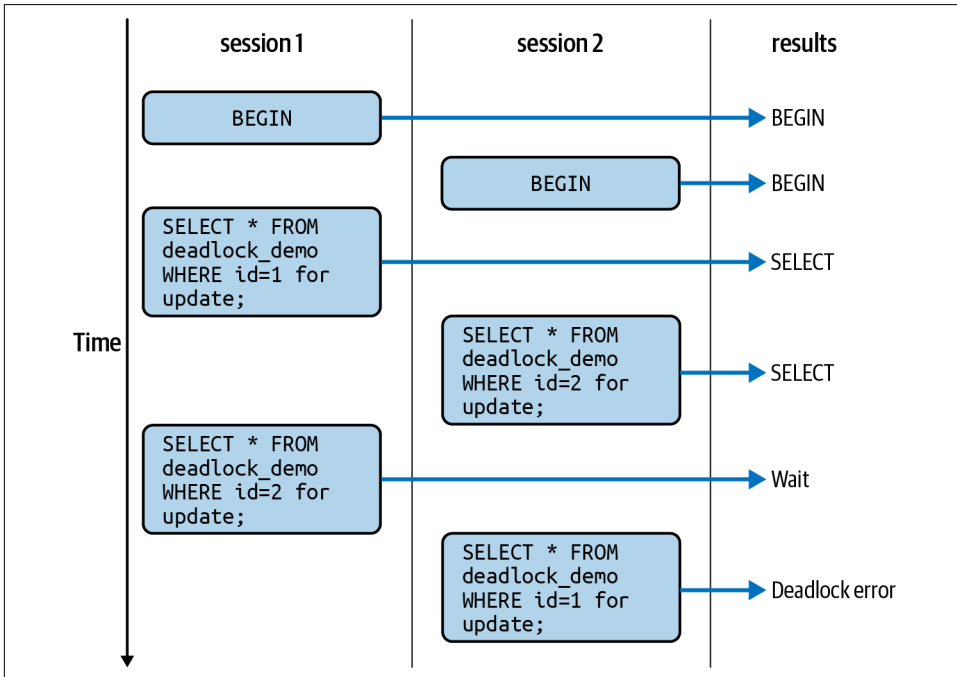 session 1
session 2
results
BEGIN
BEGIN
BEGIN
BEGIN
SELECT * FROM
deadlock_demo
WHERE id=1 for
update;
SELECT
Time
SELECT * FROM
deadlock_demo
WHERE id=2 for
update;
SELECT
SELECT * FROM
deadlock_demo
WHERE id=2 for
update;
Wait
SELECT * FROM
deadlock_demo
WHERE id=1 for
update;
Deadlock error